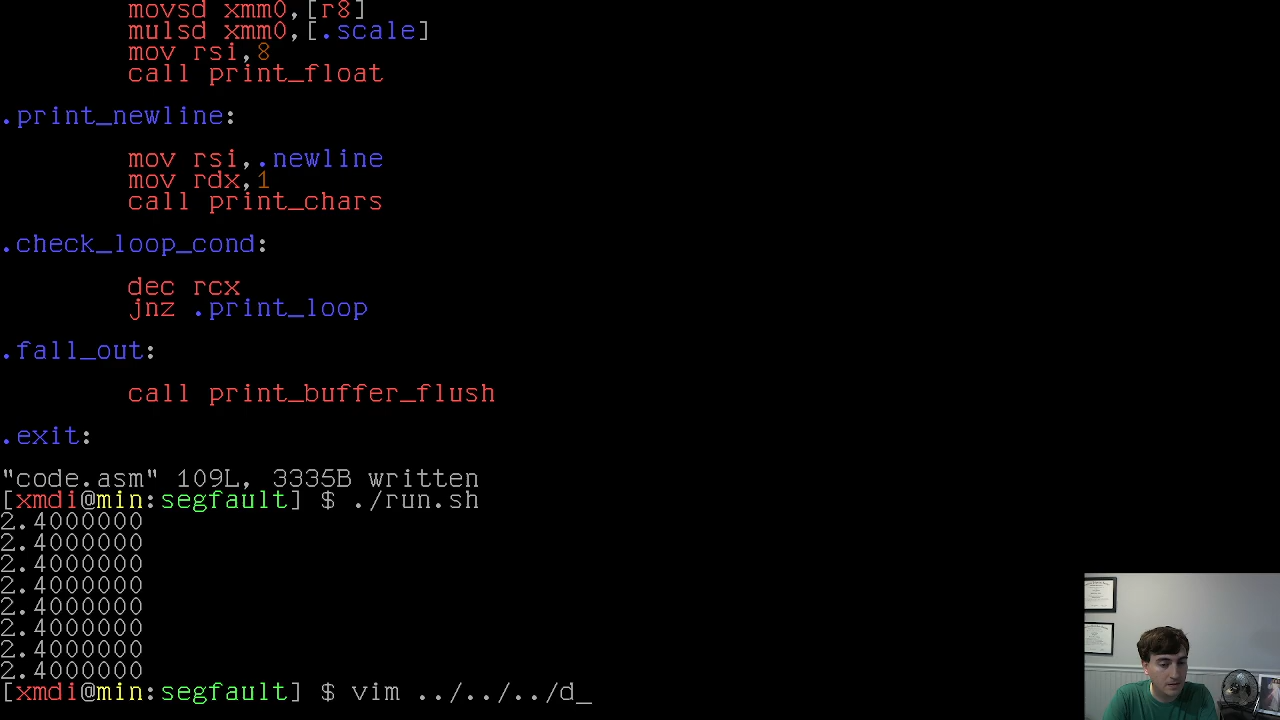 movsd xmm0,[r8]
mulsd xmm0,[.scale]
mov rsi,8
call print_float
.print_newline:
mov rsi,.newline
mov rdx,1
call print_chars
.check_loop_cond:
dec rcx
jnz .print_loop
.fall_out:
call print_buffer_flush
.exit:
"code.asm" 109L, 3335B written
[xmdi@min:segfault] $ ./run.sh
2.4000000
2.4000000
2.4000000
2.4000000
2.4000000
2.4000000
2.4000000
2.4000000
[xmdi@min:segfault] $ vim ../../../d_